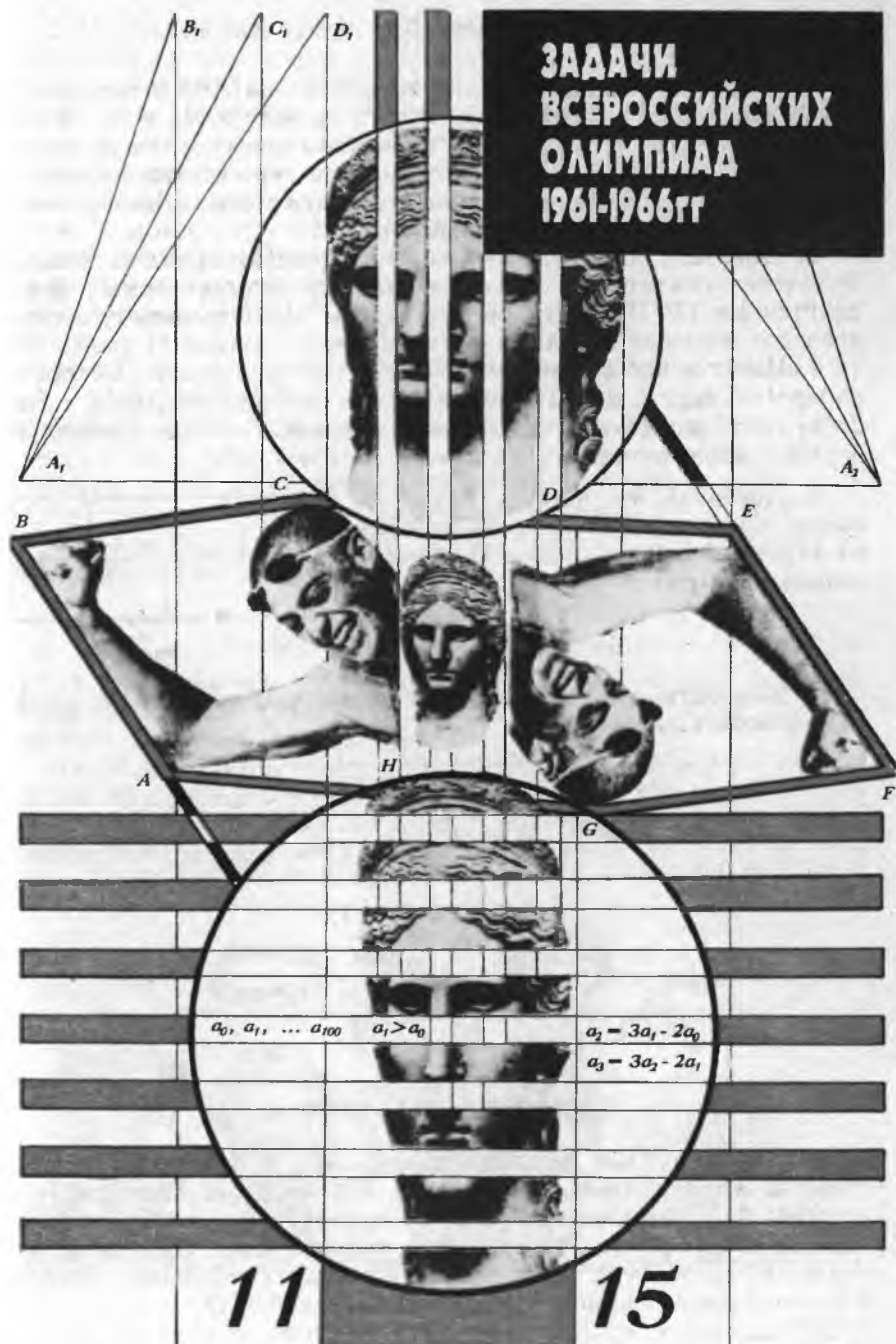 B₁ C₁ D₁
ЗАДАЧИ
ВСЕРОССИЙСКИХ
ОЛИМПИАД
1961-1966гг
A₁ A₂
C D
B E
A H F
G
a₀, a₁, ... a₁₀₀ a₁>a₀ a₂ = 3a₁ - 2a₀
a₃ = 3a₂ - 2a₁
11 15